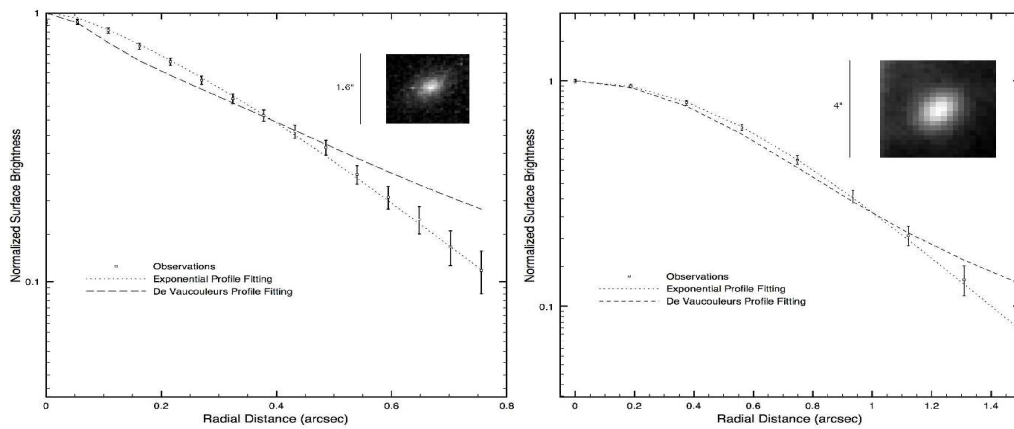 1
0.1
Normalized Surface Brightness
1.6"
Observations
Exponential Profile Fitting
De Vaucouleurs Profile Fitting
0
0.2
0.4
0.6
0.8
Radial Distance (arcsec)
1.0
0.1
Normalized Surface Brightness
4"
Observations
Exponential Profile Fitting
De Vaucouleurs Profile Fitting
0
0.2
0.4
0.6
0.8
1
1.2
1.4
Radial Distance (arcsec)